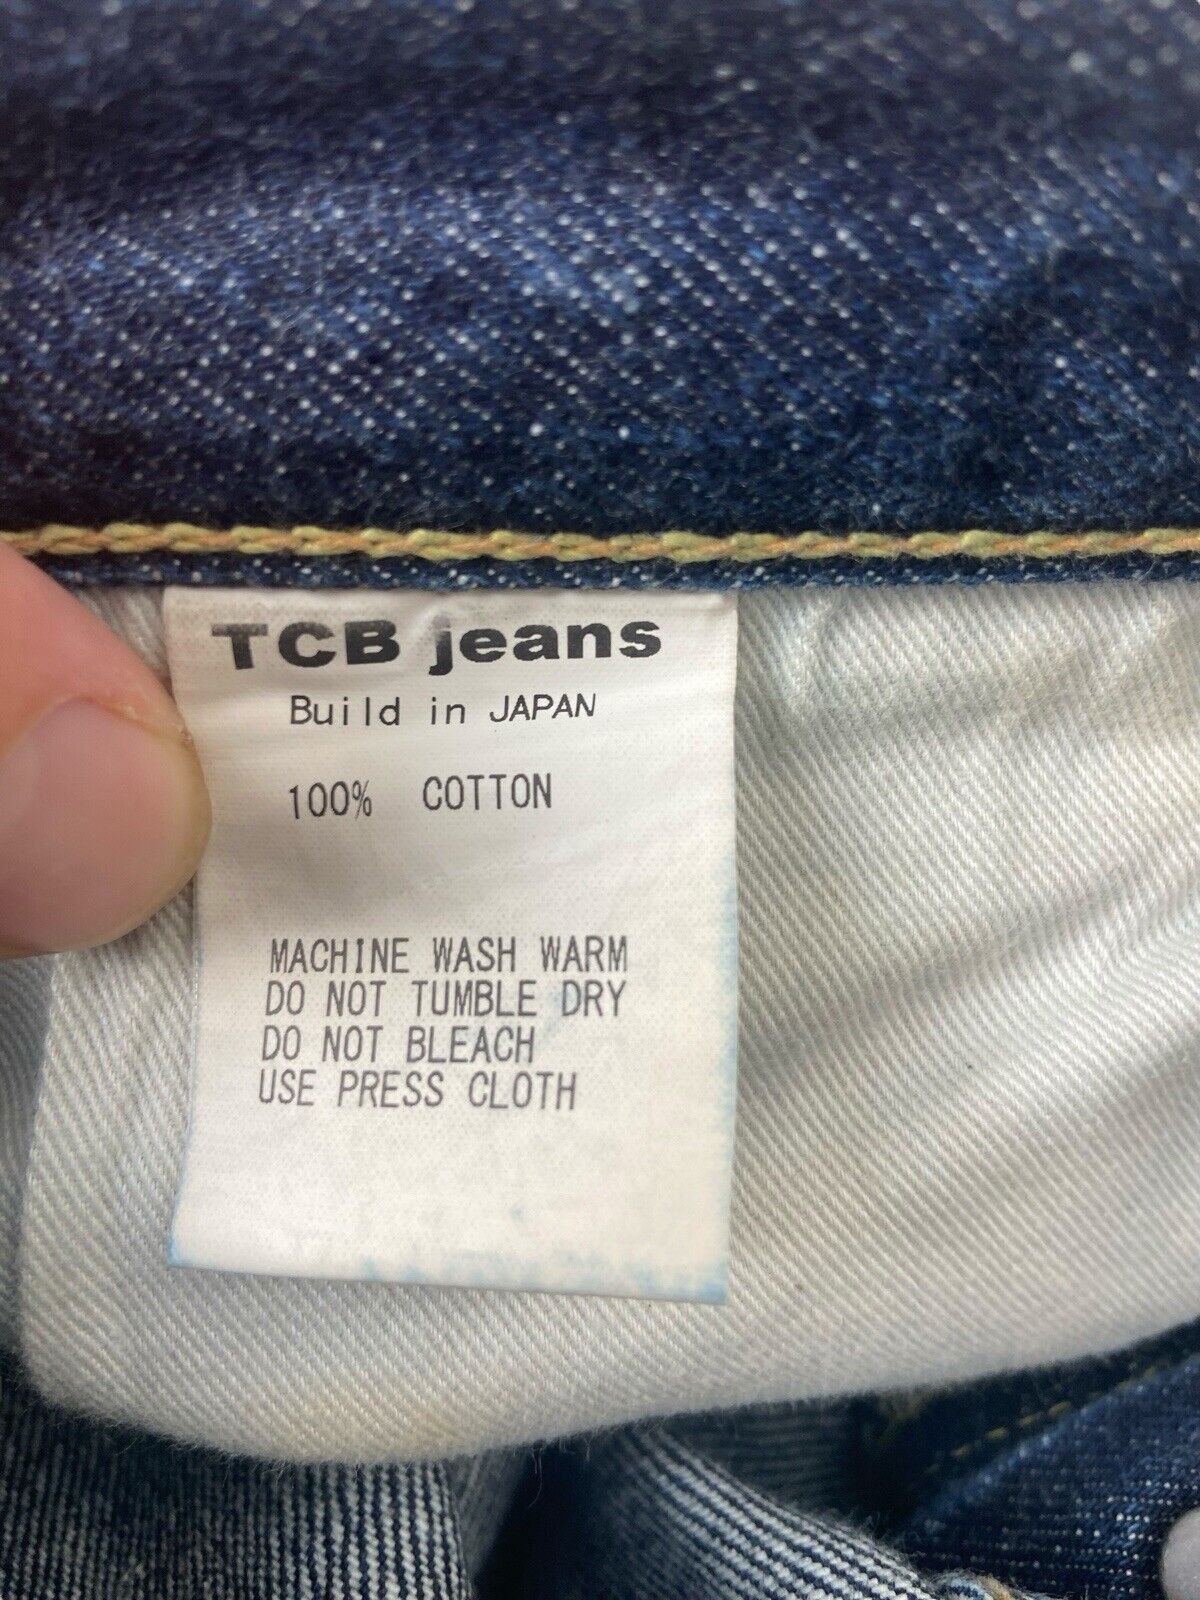 TCB jeans
Build in JAPAN
100% COTTON
MACHINE WASH WARM
DO NOT TUMBLE DRY
DO NOT BLEACH
USE PRESS CLOTH